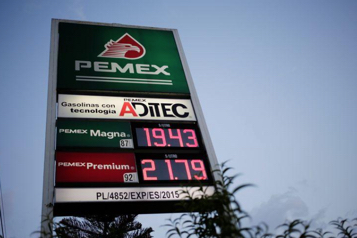 PEMEX
Gasolinas con tecnología
PEMEX ADITEC
PEMEX Magna 87 19.43
PEMEX Premium 92 21.79
PL/4852/EXP/ES/2015